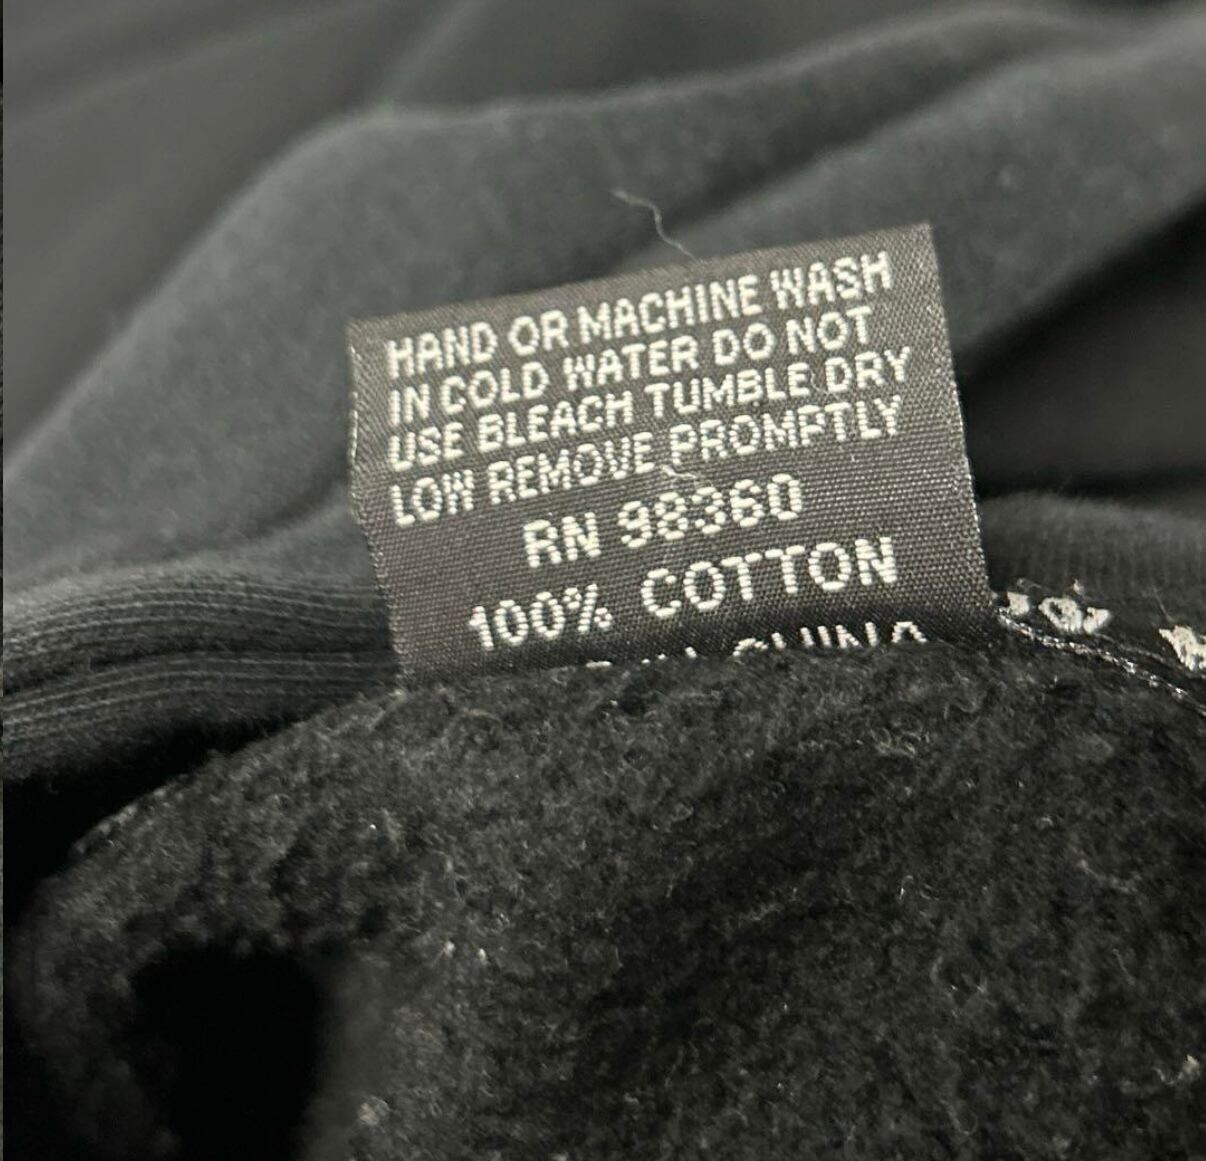 HAND OR MACHINE WASH
IN COLD WATER DO NOT
USE BLEACH TUMBLE DRY
LOW REMOVE PROMPTLY
RN 98360
100% COTTON
CHINA